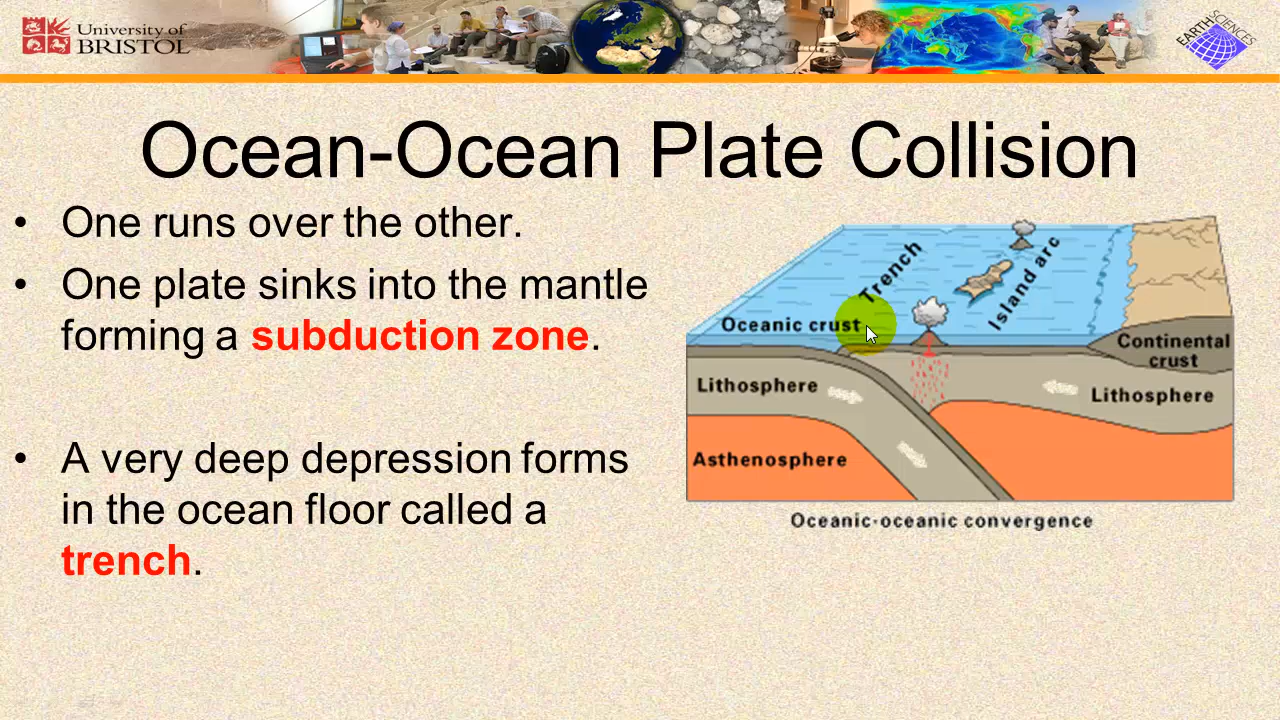 University of
BRISTOL
EARTH SCIENCES
Ocean-Ocean Plate Collision
• One runs over the other.
• One plate sinks into the mantle
forming a subduction zone.
• A very deep depression forms
in the ocean floor called a
trench.
Trench
Island arc
Oceanic crust
Continental
crust
Lithosphere
Lithosphere
Asthenosphere
Oceanic-oceanic convergence